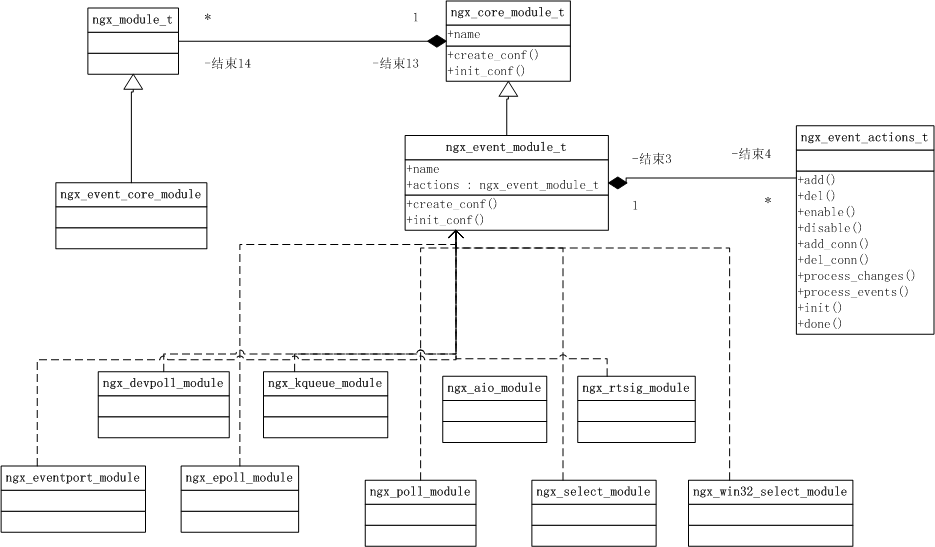 ngx_module_t
*
1
-结束14
-结束13
ngx_core_module_t
+name
+create_conf()
+init_conf()
ngx_event_core_module
ngx_event_module_t
+name
+actions : ngx_event_module_t
+create_conf()
+init_conf()
-结束3
-结束4
1
*
ngx_event_actions_t
+add()
+del()
+enable()
+disable()
+add_conn()
+del_conn()
+process_changes()
+process_events()
+init()
+done()
ngx_devpoll_module
ngx_kqueue_module
ngx_aio_module
ngx_rtsig_module
ngx_eventport_module
ngx_epoll_module
ngx_poll_module
ngx_select_module
ngx_win32_select_module